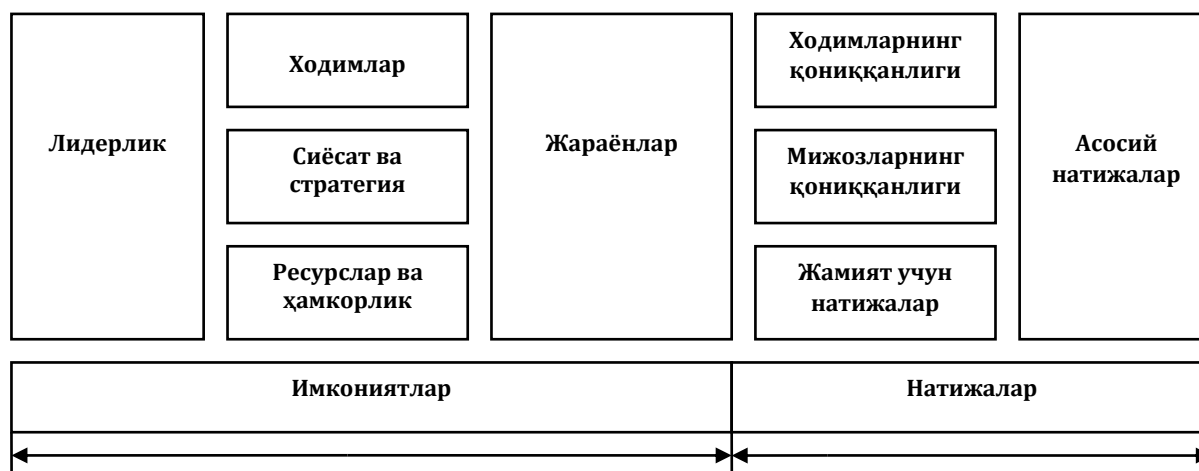 Лидерлик
Ходимлар
Сиёсат ва
стратегия
Ресурслар ва
ҳамкорлик
Жараёнлар
Ходимларнинг
қониққанлиги
Мижозларнинг
қониққанлиги
Жамият учун
натижалар
Асосий
натижалар
Имкониятлар
Натижалар